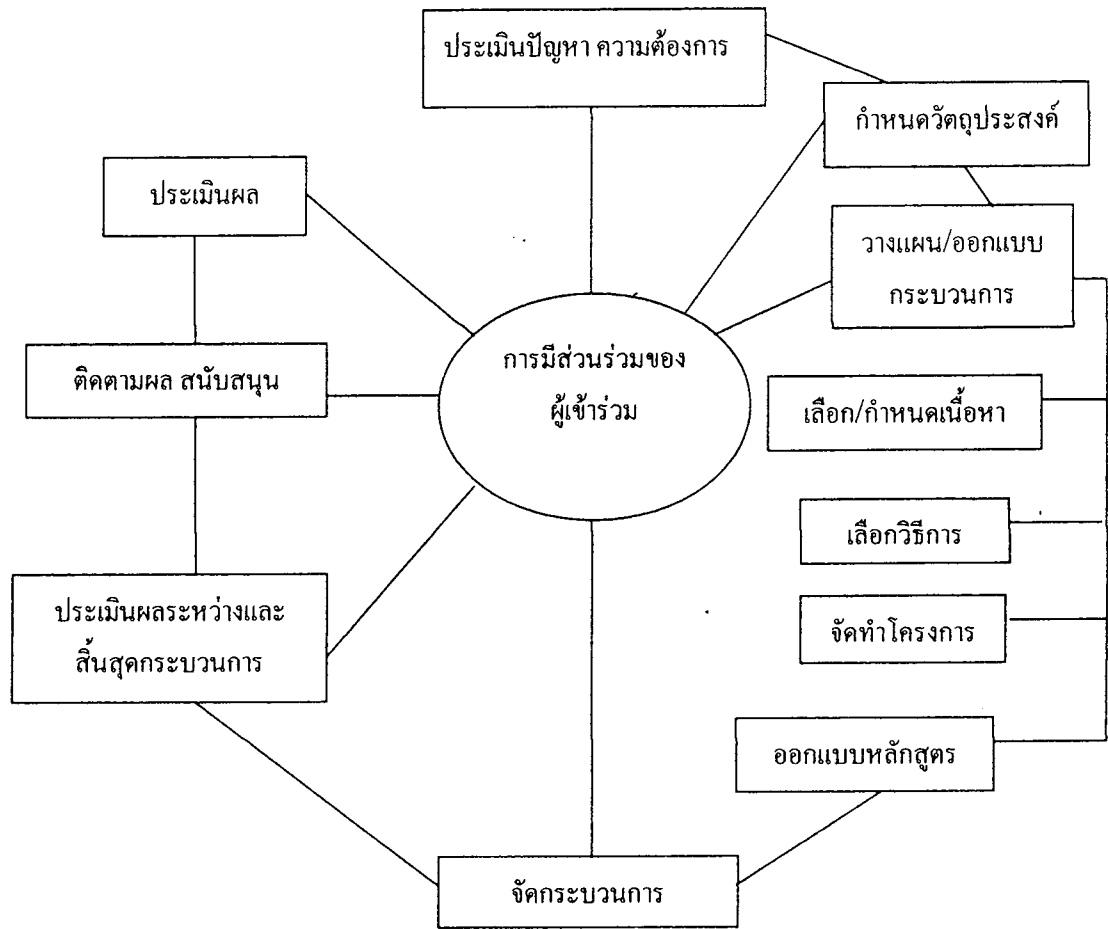 ประเมินปัญหา ความต้องการ
กำหนดวัตถุประสงค์
ประเมินผล
วางแผน/ออกแบบ
กระบวนการ
การมีส่วนร่วมของ
ผู้เข้าร่วม
ติดตามผล สนับสนุน
เลือก/กำหนดเนื้อหา
เลือกวิธีการ
ประเมินผลระหว่างและ
สิ้นสุดกระบวนการ
จัดทำโครงการ
ออกแบบหลักสูตร
จัดกระบวนการ